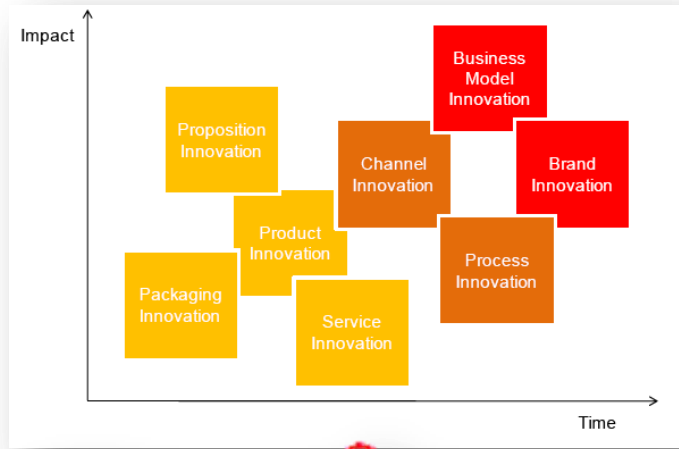 Impact
Business
Model
Innovation
Proposition
Innovation
Channel
Innovation
Brand
Innovation
Product
Innovation
Process
Innovation
Packaging
Innovation
Service
Innovation
Time